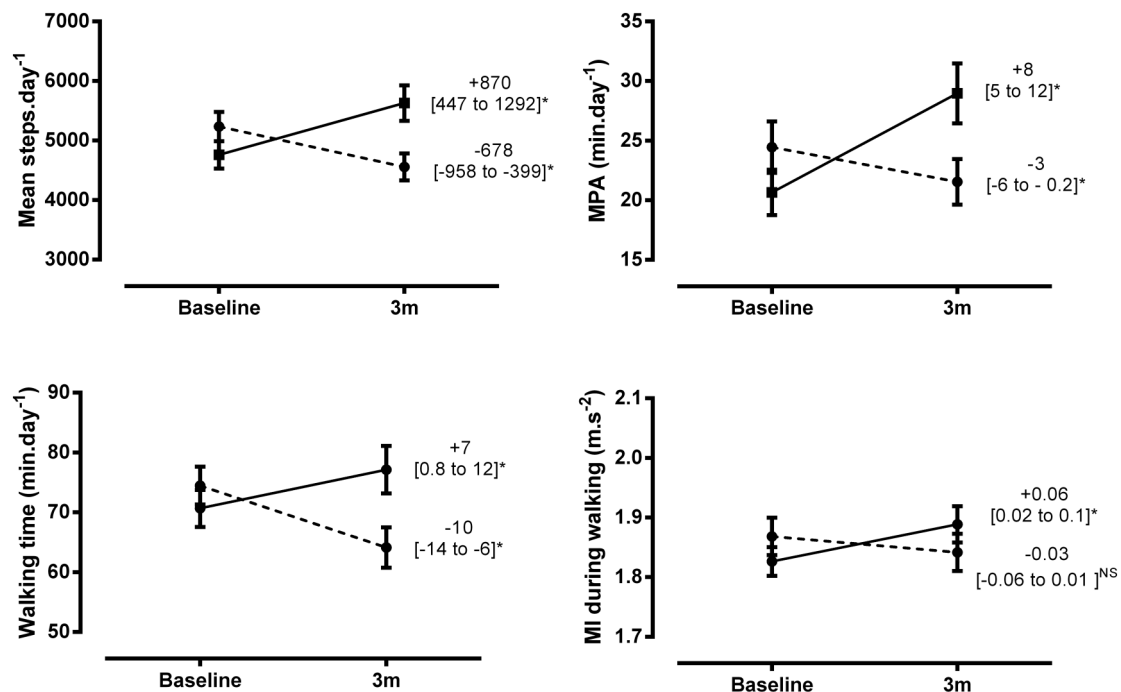 Mean steps.day⁻¹
7000
6000
5000
4000
3000
+870
[447 to 1292]*
-678
[-958 to -399]*
Baseline 3m
MPA (min.day⁻¹)
35
30
25
20
15
+8
[5 to 12]*
-3
[-6 to - 0.2]*
Baseline 3m
Walking time (min.day⁻¹)
90
80
70
60
50
+7
[0.8 to 12]*
-10
[-14 to -6]*
Baseline 3m
MI during walking (m.s⁻²)
2.1
2.0
1.9
1.8
1.7
+0.06
[0.02 to 0.1]*
-0.03
[-0.06 to 0.01 ]ᴺˢ
Baseline 3m